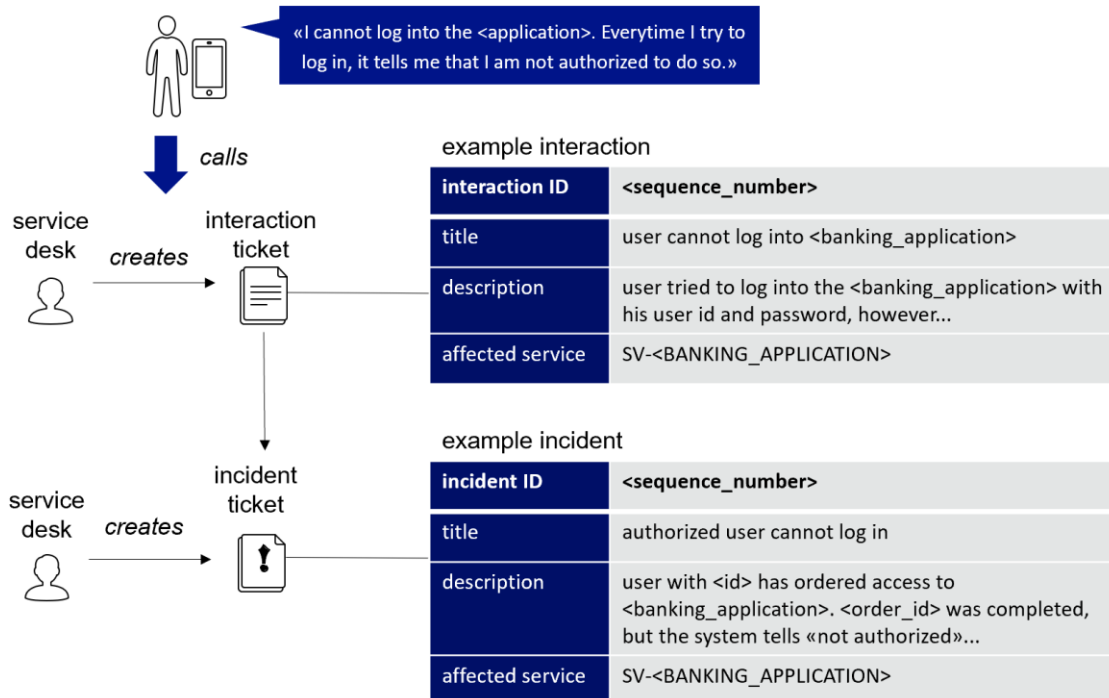 «I cannot log into the <application>. Everytime I try to
log in, it tells me that I am not authorized to do so.»
calls
example interaction
interaction ID <sequence_number>
service
desk
creates
interaction
ticket
title user cannot log into <banking_application>
description user tried to log into the <banking_application> with
his user id and password, however...
affected service SV-<BANKING_APPLICATION>
example incident
incident ID <sequence_number>
service
desk
creates
incident
ticket
title authorized user cannot log in
description user with <id> has ordered access to
<banking_application>. <order_id> was completed,
but the system tells «not authorized»...
affected service SV-<BANKING_APPLICATION>